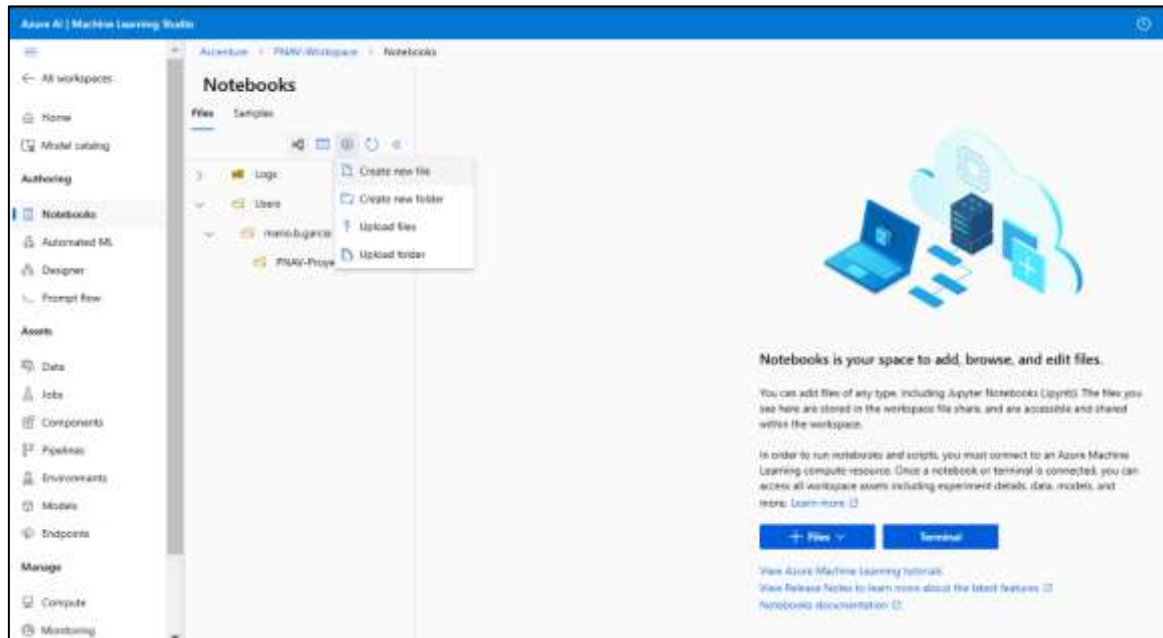 Azure AI | Machine Learning Studio
All workspaces
Home
Model catalog
Authoring
Notebooks
Automated ML
Designer
Prompt flow
Assets
Data
Jobs
Components
Pipelines
Environments
Models
Endpoints
Manage
Compute
Monitoring
Accenture > PNAV-Workspace > Notebooks
Notebooks
Files Samples
Logs
Users
mario.b.garcia
PNAV-Proye
Create new file
Create new folder
Upload files
Upload folder
Notebooks is your space to add, browse, and edit files.
You can add files of any type, including Jupyter Notebooks (.ipynb). The files you
see here are stored in the workspace file share, and are accessible and shared
within the workspace.
In order to run notebooks and scripts, you must connect to an Azure Machine
Learning compute resource. Once a notebook or terminal is connected, you can
access all workspace assets including experiment details, data, models, and
more. Learn more
+ Files
Terminal
View Azure Machine Learning tutorials
View Release Notes to learn more about the latest features
Notebooks documentation